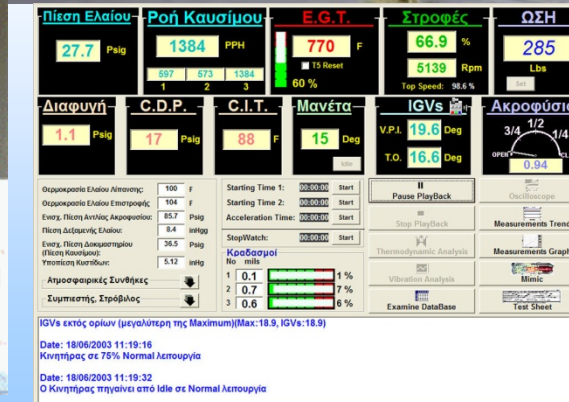 Πίεση Ελαίου
Ροή Καυσίμου
E.G.T.
Στροφές
ΩΣΗ
27.7 Psig
1384 PPH
770 F
66.9 %
285
T5 Reset
5139 Rpm
Lbs
597 573 1384
1 2 3
60 %
Top Speed: 98.6 %
Set
Διαφυγή
C.D.P.
C.I.T.
Μανέτα
IGVs
Ακροφύσιο
1.1 Psig
17 Psig
88 F
15 Deg
V.P.I. 19.6 Deg
3/4 1/2 1/4
OPEN
Idle
T.O. 16.6 Deg
0.94
Θερμοκρασία Ελαίου Λίπανσης: 100 F
Θερμοκρασία Ελαίου Επιστροφής: 104 F
Ενισχ. Πίεση Αντλίας Ακροφυσίου: 85.7 Psig
Πίεση Δεξαμενής Ελαίου: 8.4 inHgg
Ενισχ. Πίεση Δοκιμαστηρίου 36.5 Psig
(Πίεση Καυσίμου):
Υποπίεση Κυστίδων: 5.12 inHg
Ατμοσφαιρικές Συνθήκες
Συμπιεστής, Στρόβιλος
Starting Time 1: 00:00:00 Start
Starting Time 2: 00:00:00 Start
Acceleration Time: 00:00:00 Start
StopWatch: 00:00:00 Start
Κραδασμοί
No mils
1 0.1 1 %
2 0.7 7 %
3 0.6 6 %
Pause PlayBack
Oscilloscope
Stop PlayBack
Measurements Trend
Thermodynamic Analysis
Measurements Graph
Vibration Analysis
Mimic
Examine DataBase
Test Sheet
IGVs εκτός ορίων (μεγαλύτερη της Maximum)(Max:18.9, IGVs:18.9)
Date: 18/06/2003 11:19:16
Κινητήρας σε 75% Normal λειτουργία
Date: 18/06/2003 11:19:32
Ο Κινητήρας πηγαίνει από Idle σε Normal λειτουργία